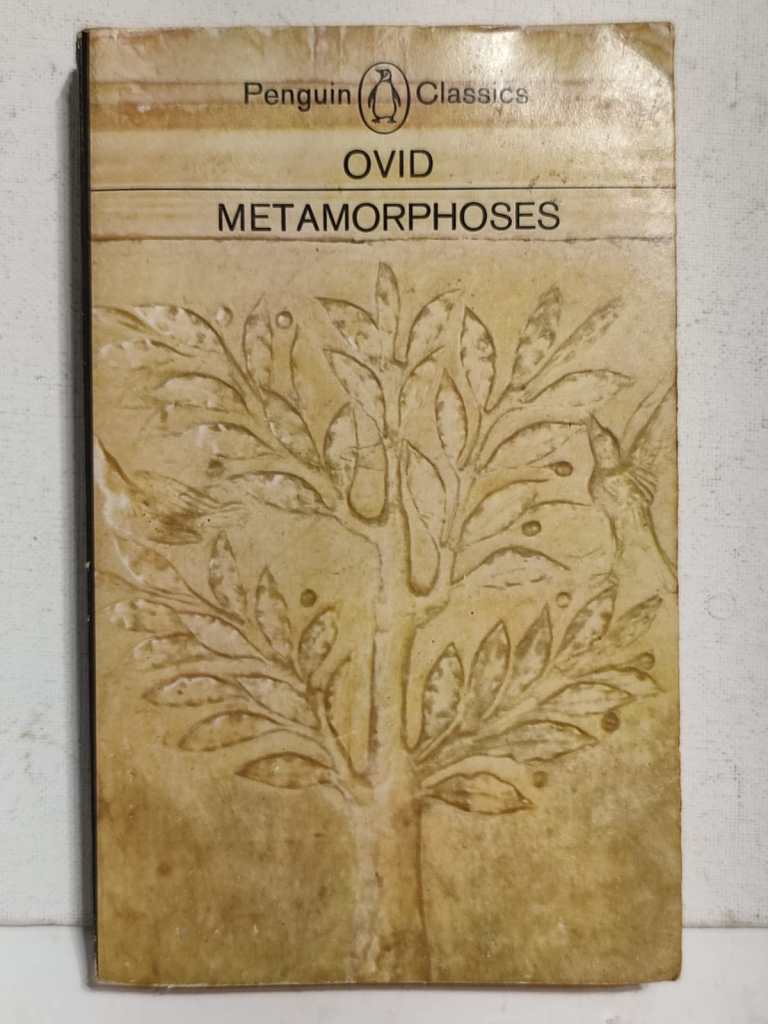 Penguin Classics
OVID
METAMORPHOSES